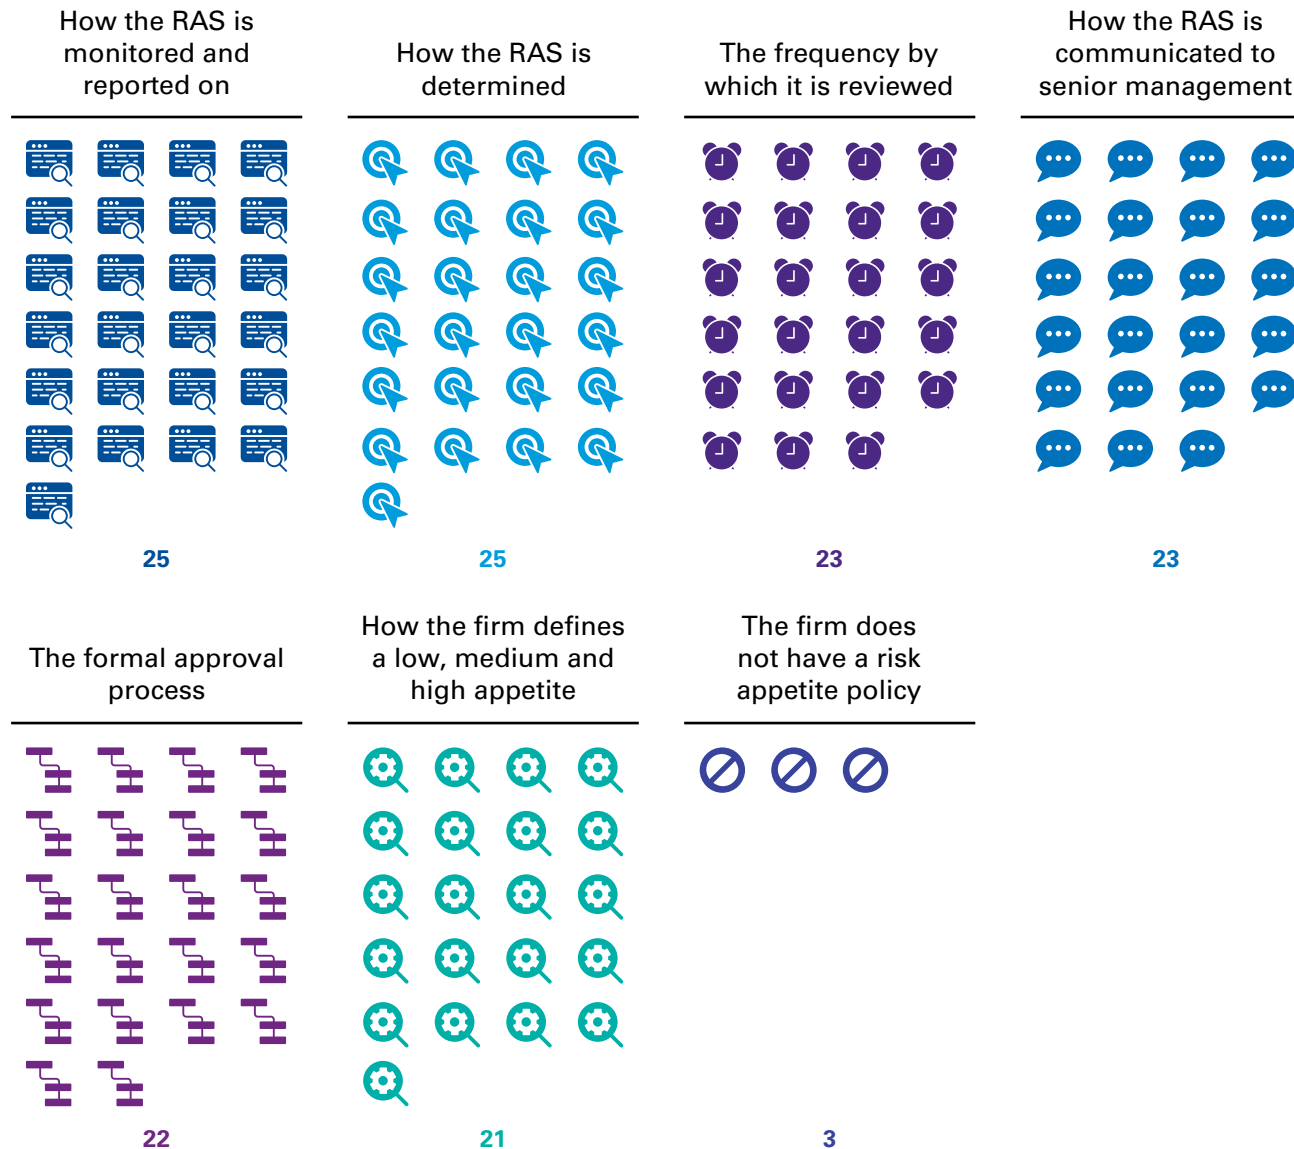 How the RAS is
monitored and
reported on
25
How the RAS is
determined
25
The frequency by
which it is reviewed
23
How the RAS is
communicated to
senior management
23
The formal approval
process
22
How the firm defines
a low, medium and
high appetite
21
The firm does
not have a risk
appetite policy
3